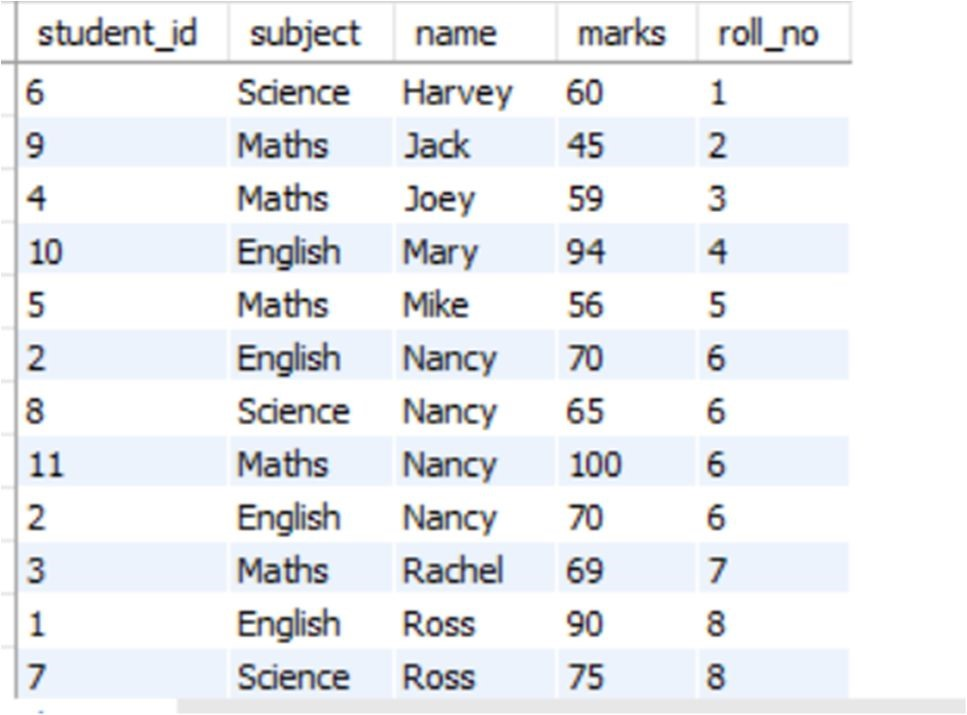 student_id subject name marks roll_no
6 Science Harvey 60 1
9 Maths Jack 45 2
4 Maths Joey 59 3
10 English Mary 94 4
5 Maths Mike 56 5
2 English Nancy 70 6
8 Science Nancy 65 6
11 Maths Nancy 100 6
2 English Nancy 70 6
3 Maths Rachel 69 7
1 English Ross 90 8
7 Science Ross 75 8